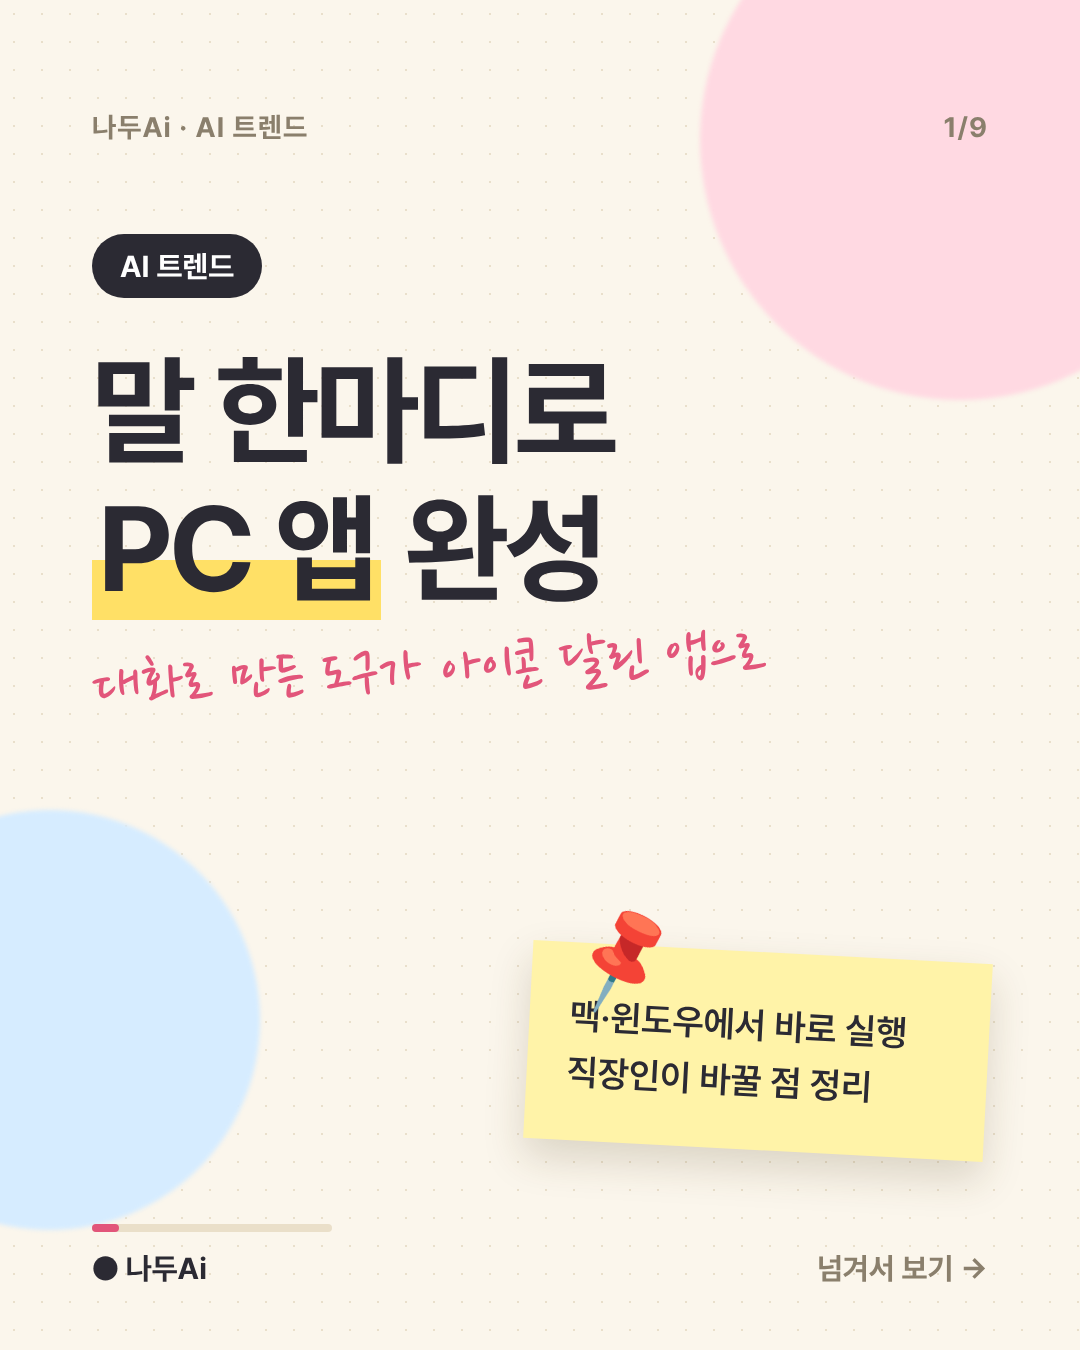 나두Ai · AI 트렌드
1/9
AI 트렌드
말 한마디로
PC 앱 완성
대화로 만든 도구가 아이콘 달린 앱으로
맥·윈도우에서 바로 실행
직장인이 바꿀 점 정리
나두Ai
넘겨서 보기 →